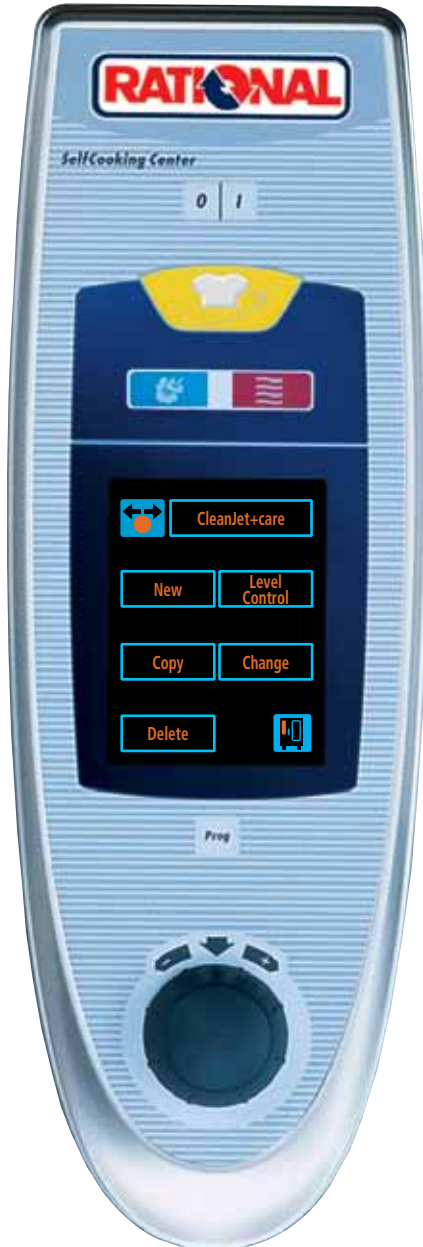 RATIONAL
SelfCooking Center
0 1
CleanJet+care
New
Level
Control
Copy
Change
Delete
Prog
- +